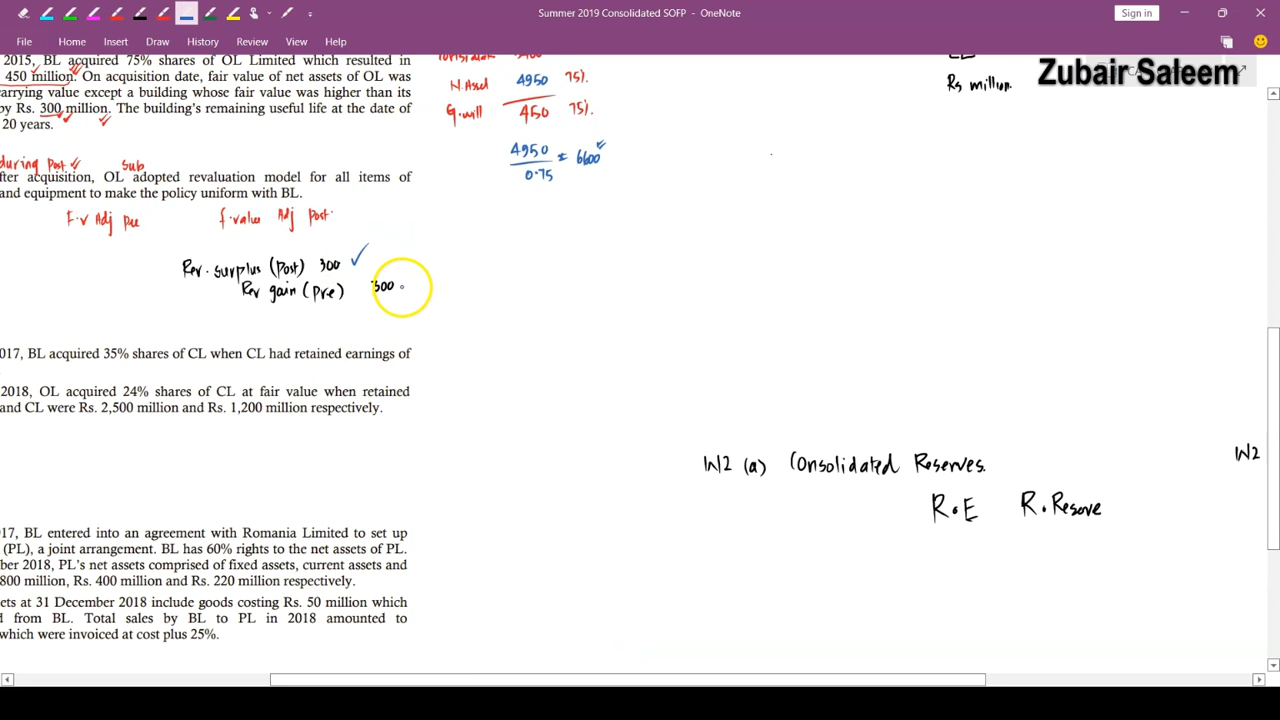 Summer 2019 Consolidated SOFP - OneNote
Sign in
File Home Insert Draw History View Help
Zubair Saleem
2015, BL acquired 75% shares of OL Limited which resulted in
450 million. On acquisition date, fair value of net assets of OL was
carrying value except a building whose fair value was higher than its
by Rs. 300 million. The building's remaining useful life at the date of
20 years.
during Post sub
fter acquisition, OL adopted revaluation model for all items of
and equipment to make the policy uniform with BL.
F.v Adj pre f.value Adj post.
Rev. surplus (post) 300
Rev gain (pre) 300
017, BL acquired 35% shares of CL when CL had retained earnings of
2018, OL acquired 24% shares of CL at fair value when retained
and CL were Rs. 2,500 million and Rs. 1,200 million respectively.
017, BL entered into an agreement with Romania Limited to set up
(PL), a joint arrangement. BL has 60% rights to the net assets of PL.
ber 2018, PL's net assets comprised of fixed assets, current assets and
800 million, Rs. 400 million and Rs. 220 million respectively.
ets at 31 December 2018 include goods costing Rs. 50 million which
d from BL. Total sales by BL to PL in 2018 amounted to
which were invoiced at cost plus 25%.
N.Asset 4950 75%.
G.will 450 75%.
4950
0.75
= 6600
Rs million.
W2 (a) Consolidated Reserves.
R.E R.Resove
W2